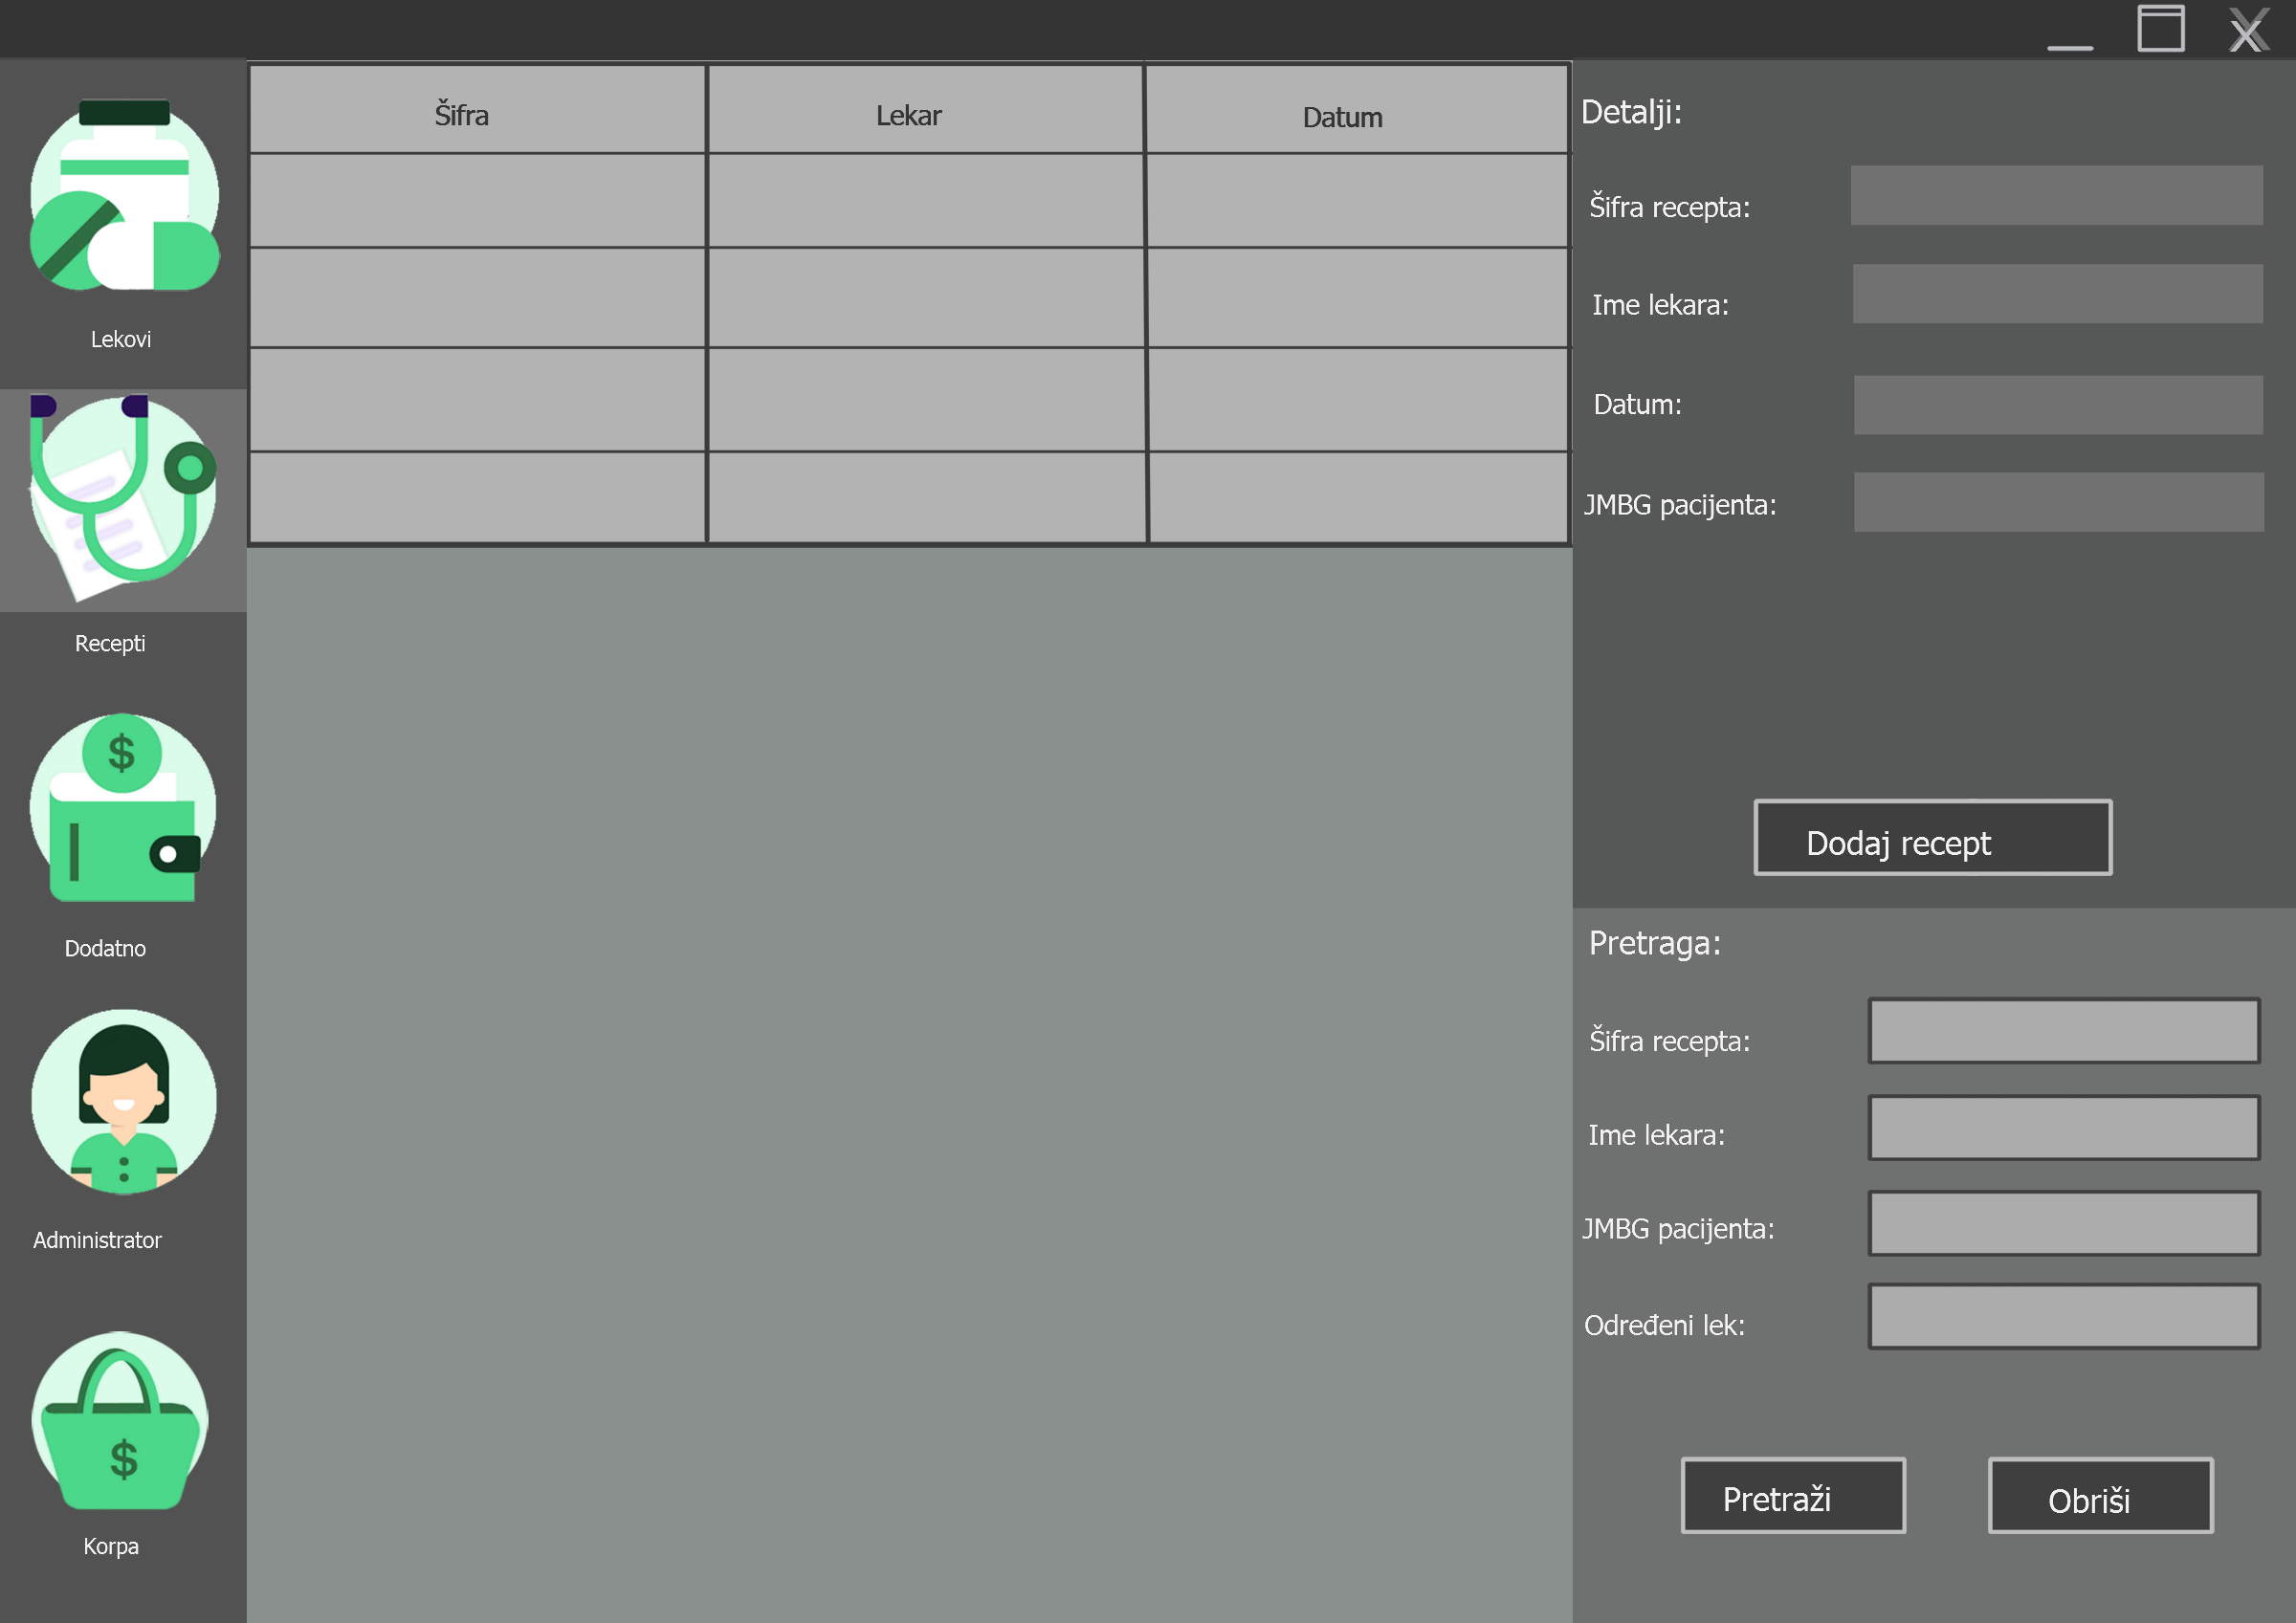 X
Šifra Lekar Datum
Lekovi
Recepti
$
Dodatno
Administrator
$
Korpa
Detalji:
Šifra recepta:
Ime lekara:
Datum:
JMBG pacijenta:
Dodaj recept
Pretraga:
Šifra recepta:
Ime lekara:
JMBG pacijenta:
Određeni lek:
Pretraži Obriši